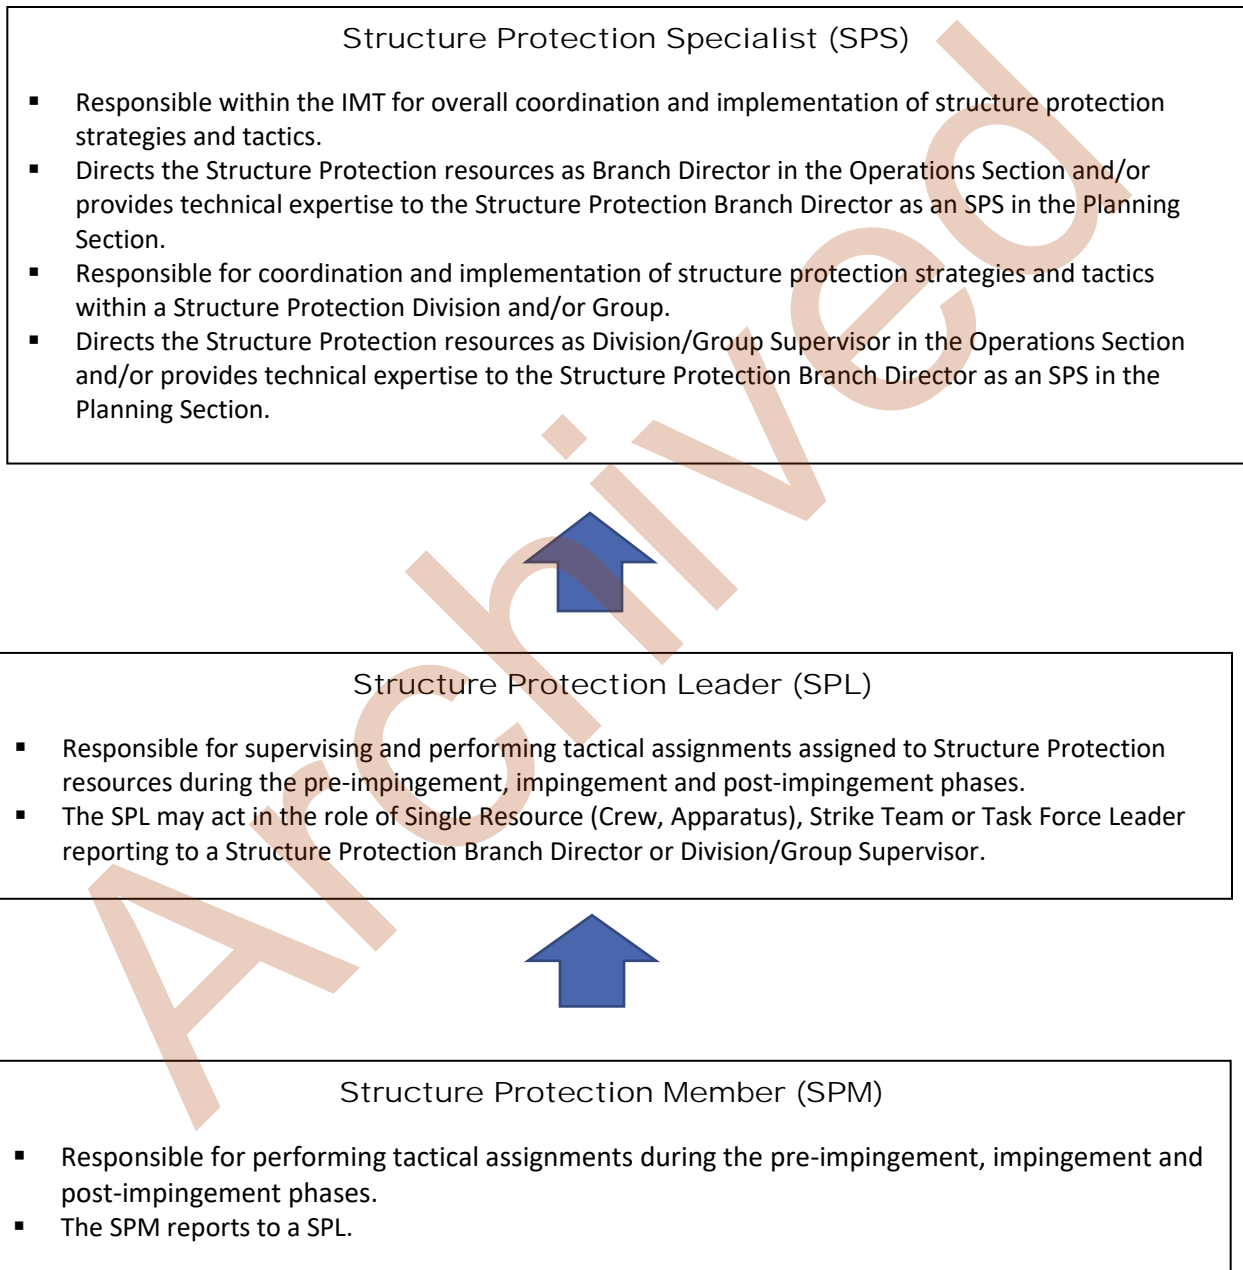 Structure Protection Specialist (SPS)
▪ Responsible within the IMT for overall coordination and implementation of structure protection
strategies and tactics.
▪ Directs the Structure Protection resources as Branch Director in the Operations Section and/or
provides technical expertise to the Structure Protection Branch Director as an SPS in the Planning
Section.
▪ Responsible for coordination and implementation of structure protection strategies and tactics
within a Structure Protection Division and/or Group.
▪ Directs the Structure Protection resources as Division/Group Supervisor in the Operations Section
and/or provides technical expertise to the Structure Protection Branch Director as an SPS in the
Planning Section.
Structure Protection Leader (SPL)
▪ Responsible for supervising and performing tactical assignments assigned to Structure Protection
resources during the pre-impingement, impingement and post-impingement phases.
▪ The SPL may act in the role of Single Resource (Crew, Apparatus), Strike Team or Task Force Leader
reporting to a Structure Protection Branch Director or Division/Group Supervisor.
Structure Protection Member (SPM)
▪ Responsible for performing tactical assignments during the pre-impingement, impingement and
post-impingement phases.
▪ The SPM reports to a SPL.
Archived